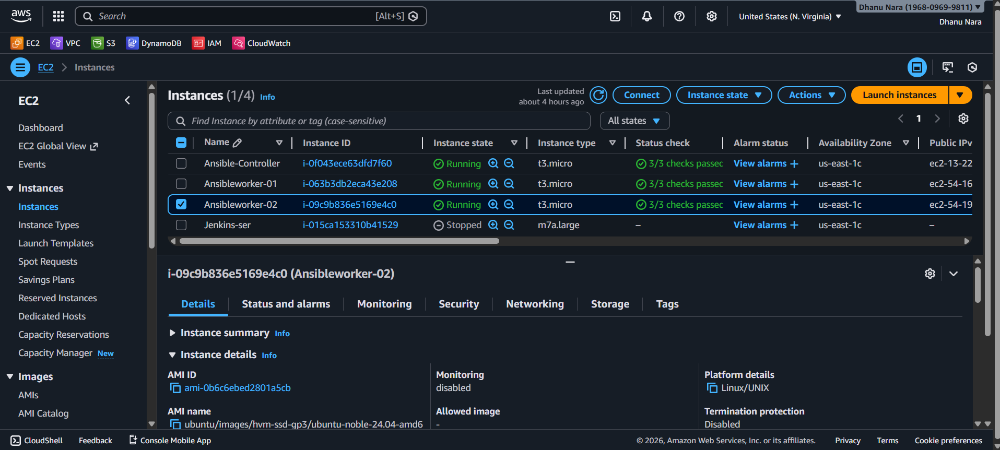 aws
Search [Alt+S]
United States (N. Virginia)
Dhanu Nara (1968-0969-9811)
Dhanu Nara
EC2 VPC S3 DynamoDB IAM CloudWatch
EC2 Instances
EC2
Dashboard
EC2 Global View
Events
Instances
Instances
Instance Types
Launch Templates
Spot Requests
Savings Plans
Reserved Instances
Dedicated Hosts
Capacity Reservations
Capacity Manager New
Images
AMIs
AMI Catalog
Instances (1/4) Info
Last updated
about 4 hours ago
Connect Instance state Actions Launch instances
Find Instance by attribute or tag (case-sensitive) All states 1
Name Instance ID Instance state Instance type Status check Alarm status Availability Zone Public IPv
Ansible-Controller i-0f043ece63dfd7f60 Running t3.micro 3/3 checks passec View alarms + us-east-1c ec2-13-22
Ansibleworker-01 i-063b3db2eca43e208 Running t3.micro 3/3 checks passec View alarms + us-east-1c ec2-54-16
Ansibleworker-02 i-09c9b836e5169e4c0 Running t3.micro 3/3 checks passec View alarms + us-east-1c ec2-54-19
Jenkins-ser i-015ca153310b41529 Stopped m7a.large – View alarms + us-east-1c –
i-09c9b836e5169e4c0 (Ansibleworker-02)
Details Status and alarms Monitoring Security Networking Storage Tags
Instance summary Info
Instance details Info
AMI ID
ami-0b6c6ebed2801a5cb
Monitoring
disabled
Platform details
Linux/UNIX
AMI name
ubuntu/images/hvm-ssd-gp3/ubuntu-noble-24.04-amd6
Allowed image
-
Termination protection
Disabled
CloudShell Feedback Console Mobile App © 2026, Amazon Web Services, Inc. or its affiliates. Privacy Terms Cookie preferences